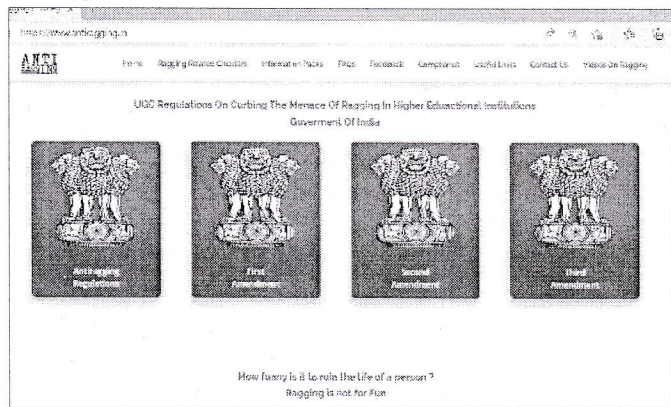 https://www.antiragging.in
ANTI
RAGGING
Home Ragging Related Circulars Information Packs FAQs Feedback Compliance Useful Links Contact Us Videos On Ragging
UGC Regulations On Curbing The Menace Of Ragging In Higher Eduactional Institutions
Goverment Of India
Antiragging
Regulations
First
Amendment
Second
Amendment
Third
Amendment
How funny is it to ruin the life of a person ?
Ragging is not for Fun